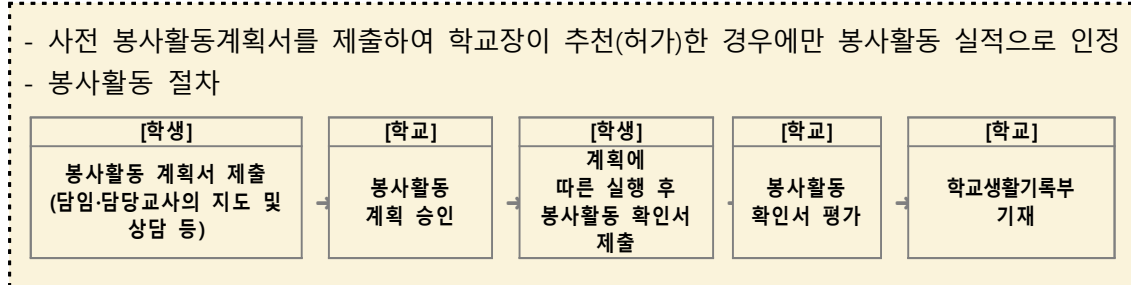 - 사전 봉사활동계획서를 제출하여 학교장이 추천(허가)한 경우에만 봉사활동 실적으로 인정
- 봉사활동 절차
[학생]
봉사활동 계획서 제출
(담임·담당교사의 지도 및
상담 등)
→
[학교]
봉사활동
계획 승인
→
[학생]
계획에
따른 실행 후
봉사활동 확인서
제출
[학교]
봉사활동
확인서 평가
→
[학교]
학교생활기록부
기재